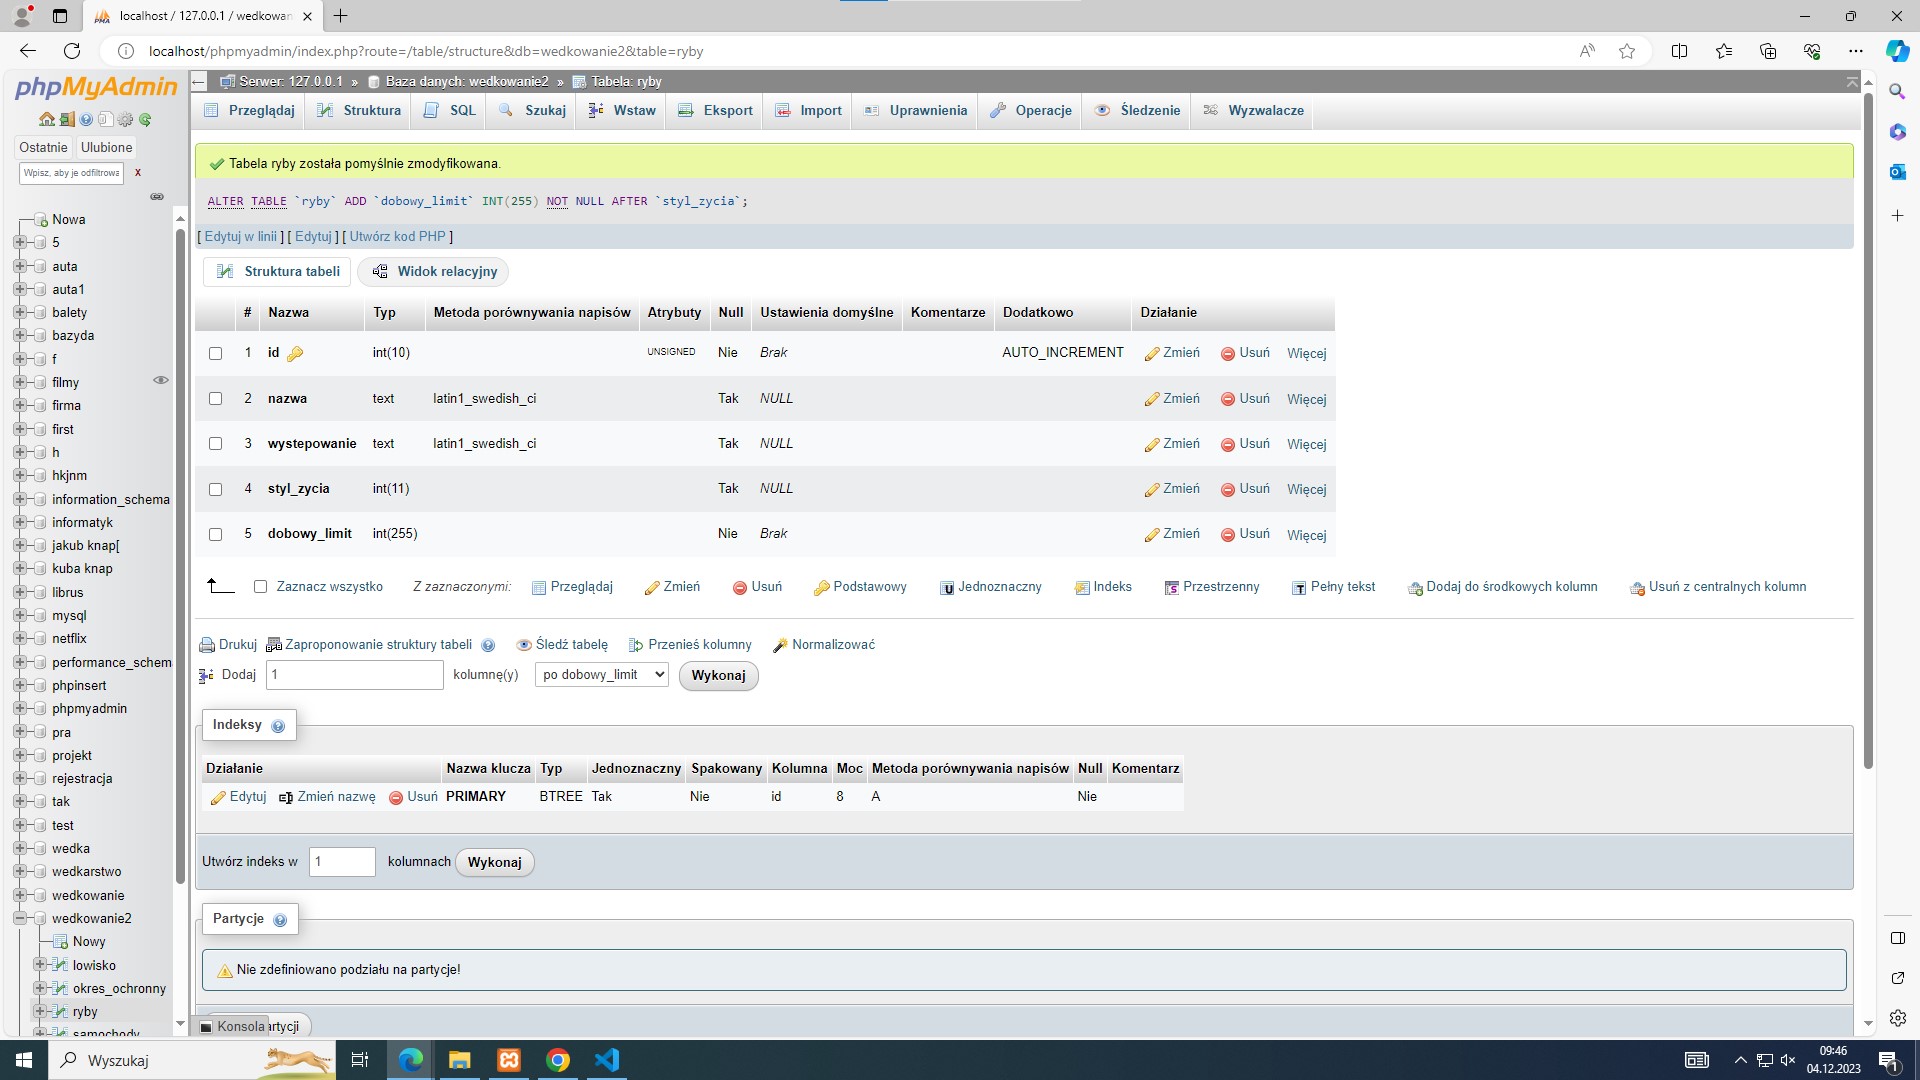 localhost / 127.0.0.1 / wedkowan
localhost/phpmyadmin/index.php?route=/table/structure&db=wedkowanie2&table=ryby
phpMyAdmin
Ostatnie Ulubione
Wpisz, aby je odfiltrowa X
Nowa
5
auta
auta1
balety
bazyda
f
filmy
firma
first
h
hkjnm
information_schema
informatyk
jakub knap[
kuba knap
librus
mysql
netflix
performance_schem
phpinsert
phpmyadmin
pra
projekt
rejestracja
tak
test
wedka
wedkarstwo
wedkowanie
wedkowanie2
Nowy
lowisko
okres_ochronny
ryby
samochody
Serwer: 127.0.0.1 » Baza danych: wedkowanie2 » Tabela: ryby
Przeglądaj Struktura SQL Szukaj Wstaw Eksport Import Uprawnienia Operacje Śledzenie Wyzwalacze
Tabela ryby została pomyślnie zmodyfikowana.
ALTER TABLE `ryby` ADD `dobowy_limit` INT(255) NOT NULL AFTER `styl_zycia`;
[ Edytuj w linii ] [ Edytuj ] [ Utwórz kod PHP ]
Struktura tabeli Widok relacyjny
# Nazwa Typ Metoda porównywania napisów Atrybuty Null Ustawienia domyślne Komentarze Dodatkowo Działanie
1 id int(10) UNSIGNED Nie Brak AUTO_INCREMENT Zmień Usuń Więcej
2 nazwa text latin1_swedish_ci Tak NULL Zmień Usuń Więcej
3 wystepowanie text latin1_swedish_ci Tak NULL Zmień Usuń Więcej
4 styl_zycia int(11) Tak NULL Zmień Usuń Więcej
5 dobowy_limit int(255) Nie Brak Zmień Usuń Więcej
Zaznacz wszystko Z zaznaczonymi: Przeglądaj Zmień Usuń Podstawowy Jednoznaczny Indeks Przestrzenny Pełny tekst Dodaj do środkowych kolumn Usuń z centralnych kolumn
Drukuj Zaproponowanie struktury tabeli Śledź tabelę Przenieś kolumny Normalizować
Dodaj 1 kolumnę(y) po dobowy_limit Wykonaj
Indeksy
Działanie Nazwa klucza Typ Jednoznaczny Spakowany Kolumna Moc Metoda porównywania napisów Null Komentarz
Edytuj Zmień nazwę Usuń PRIMARY BTREE Tak Nie id 8 A Nie
Utwórz indeks w 1 kolumnach Wykonaj
Partycje
Nie zdefiniowano podziału na partycje!
Konsola artycji
Wyszukaj
09:46
04.12.2023
1